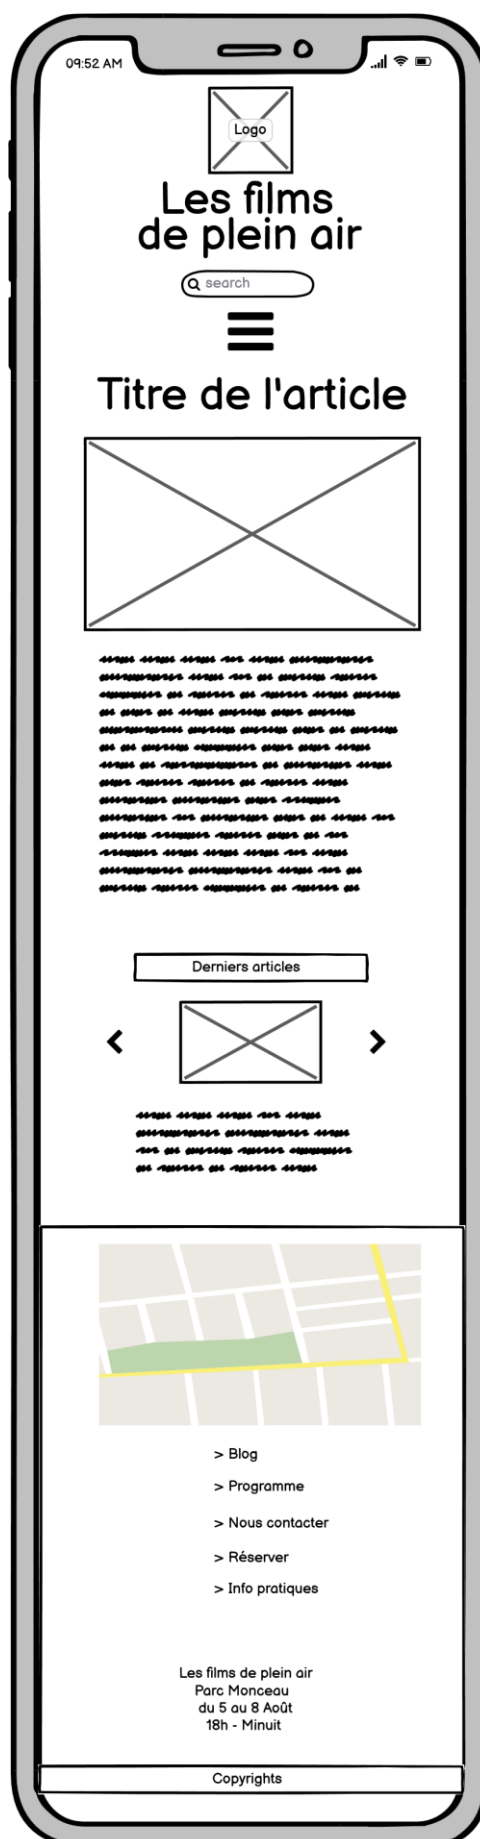 09:52 AM
Logo
Les films
de plein air
search
Titre de l'article
Derniers articles
> Blog
> Programme
> Nous contacter
> Réserver
> Info pratiques
Les films de plein air
Parc Monceau
du 5 au 8 Août
18h - Minuit
Copyrights